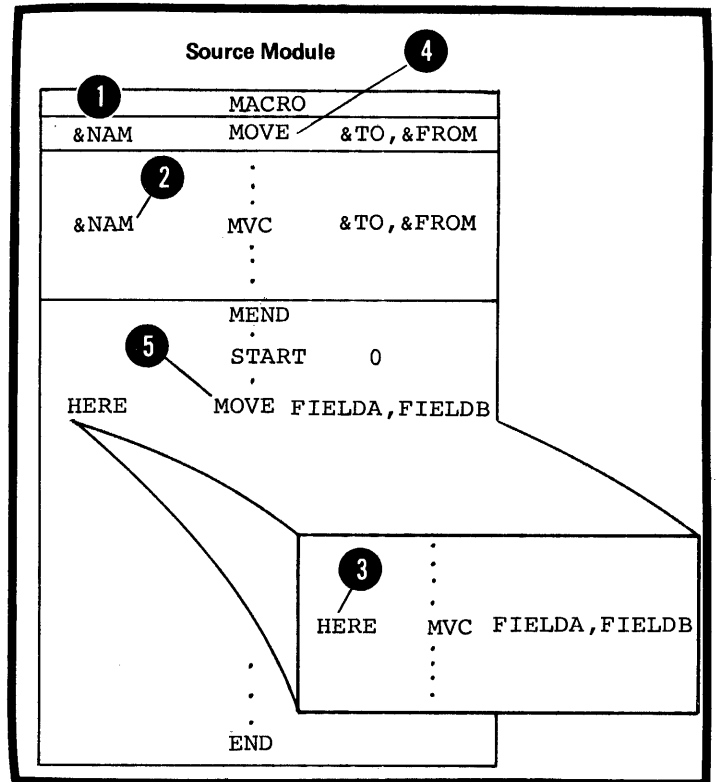 Source Module
4
1
MACRO
&NAM MOVE &TO,&FROM
2
&NAM MVC &TO,&FROM
MEND
5
START 0
HERE MOVE FIELDA,FIELDB
3
HERE MVC FIELDA,FIELDB
END